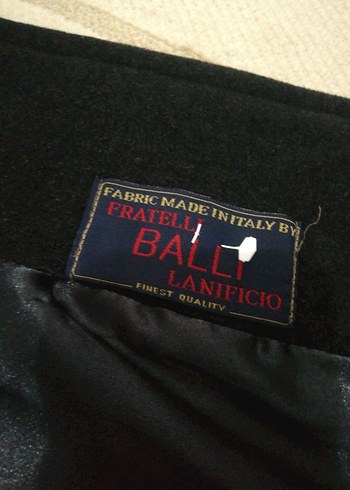 FABRIC MADE IN ITALY BY
FRATELLI
BALLI
LANIFICIO
FINEST QUALITY